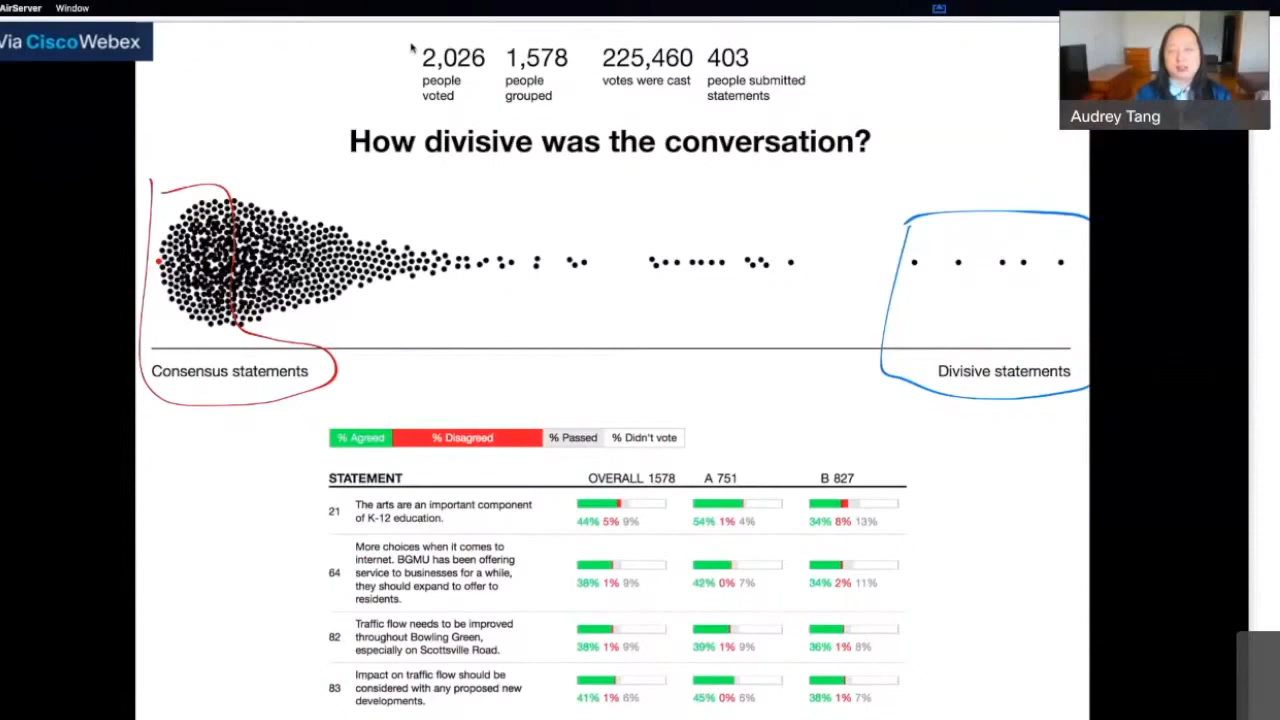 AirServer Window
Via CiscoWebex
2,026 1,578 225,460 403
people people votes were cast people submitted
voted grouped statements
Audrey Tang
How divisive was the conversation?
Consensus statements Divisive statements
% Agreed % Disagreed % Passed % Didn't vote
STATEMENT OVERALL 1578 A 751 B 827
21 The arts are an important component
of K-12 education.
44% 5% 9% 54% 1% 4% 34% 8% 13%
64 More choices when it comes to
internet. BGMU has been offering
service to businesses for a while,
they should expand to offer to
residents.
38% 1% 9% 42% 0% 7% 34% 2% 11%
82 Traffic flow needs to be improved
throughout Bowling Green,
especially on Scottsville Road.
38% 1% 9% 39% 1% 9% 36% 1% 8%
83 Impact on traffic flow should be
considered with any proposed new
developments.
41% 1% 6% 45% 0% 6% 38% 1% 7%